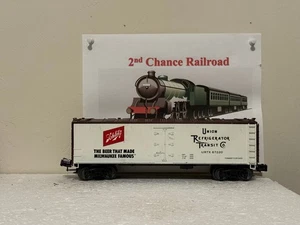 2nd Chance Railroad
Schlitz
THE BEER THAT MADE
MILWAUKEE FAMOUS
UNION
REFRIGERATOR
TRANSIT CO.